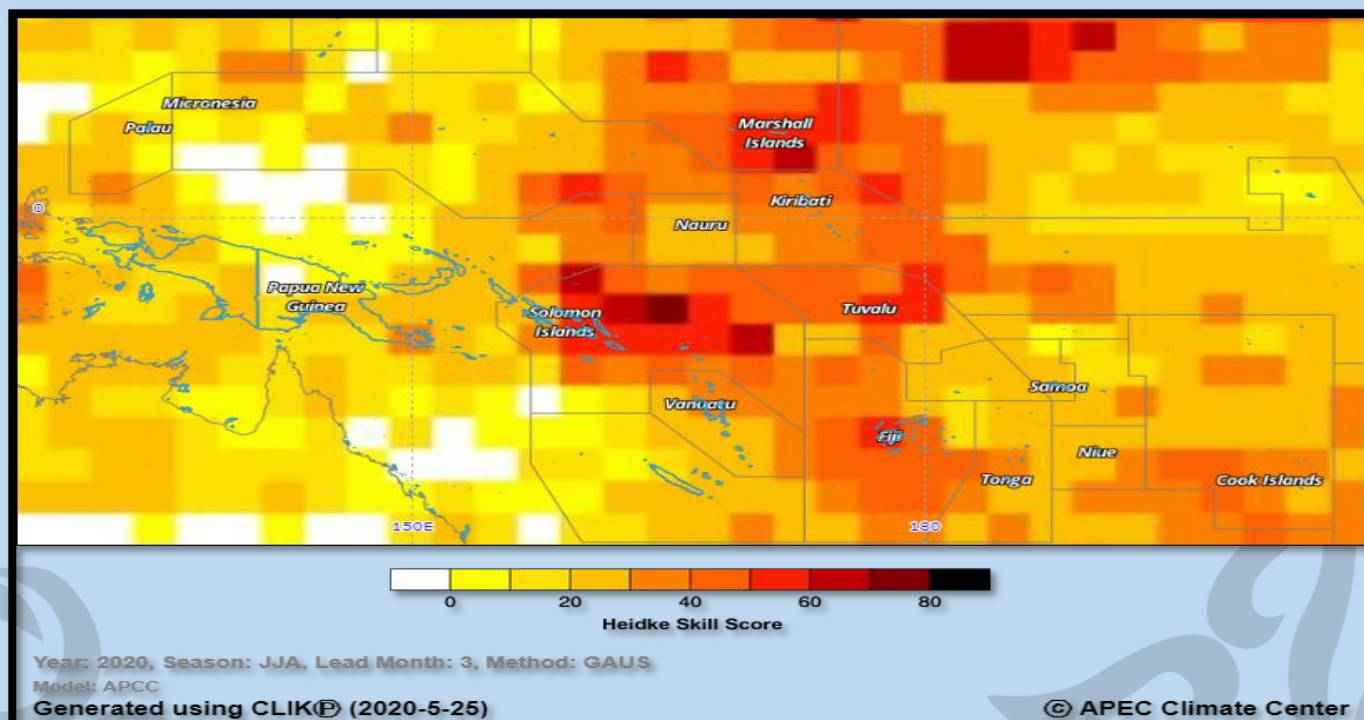 Micronesia
Palau
Marshall
Islands
0
Kiribati
Nauru
Papua New
Guinea
Solomon
Islands
Tuvalu
Samoa
Vanuatu
Fiji
Niue
Tonga
Cook Islands
150E
180
0 20 40 60 80
Heidke Skill Score
Year: 2020, Season: JJA, Lead Month: 3, Method: GAUS
Model: APCC
Generated using CLIKⓅ (2020-5-25)
© APEC Climate Center